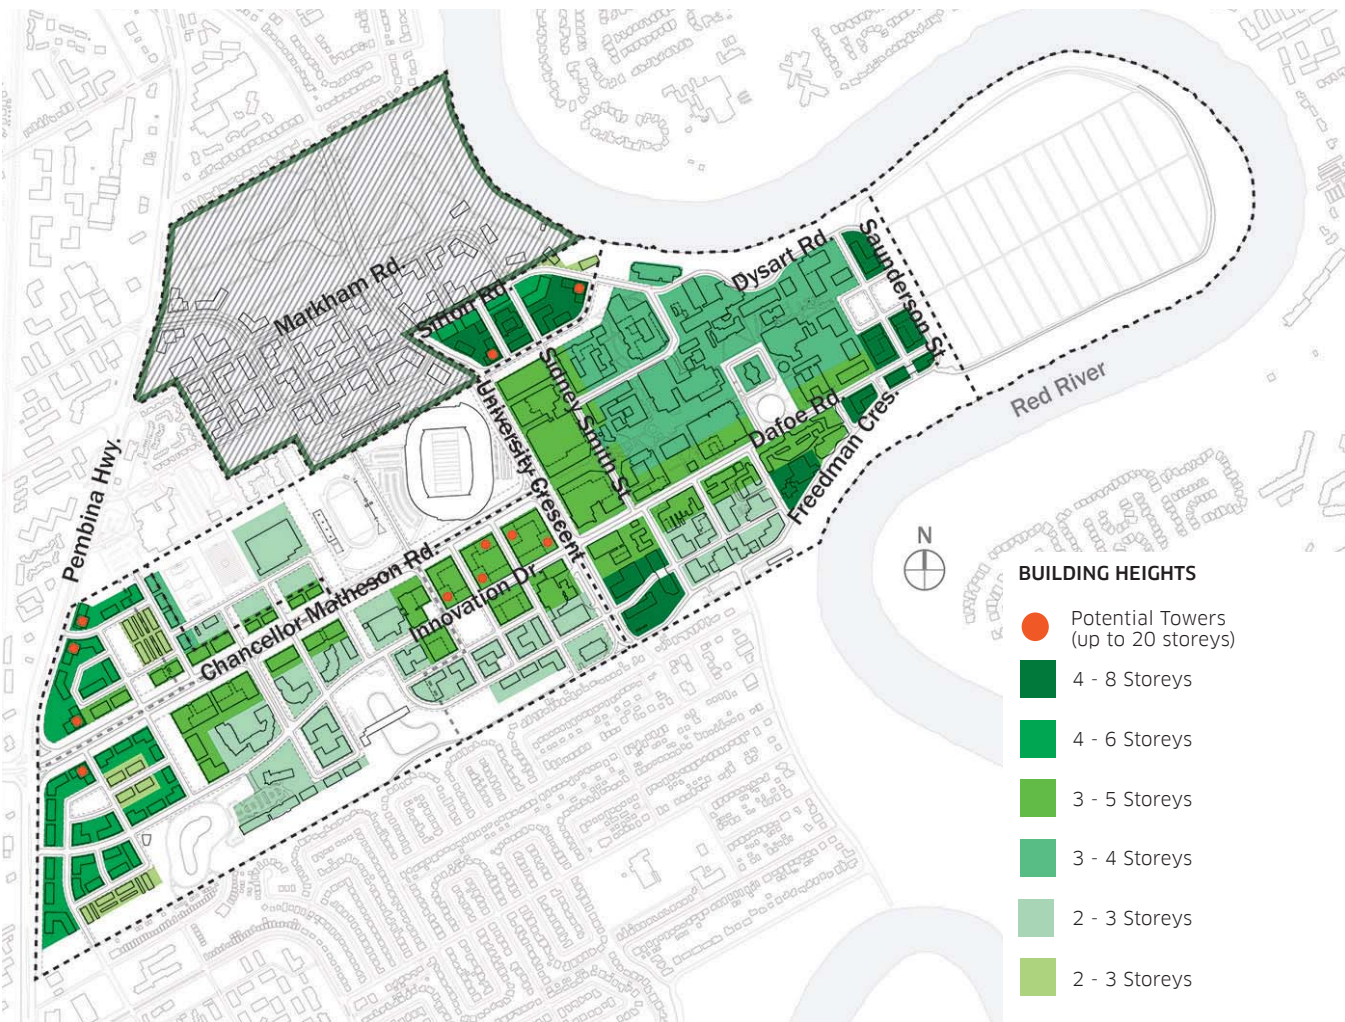 Markham Rd.
Sifton Rd.
Dysart Rd.
Saunderson St.
Red River
Sidney Smith St.
University Crescent
Dafoe Rd.
Freedman Cres.
Pembina Hwy.
Chancellor Matheson Rd.
Innovation Dr.
N
BUILDING HEIGHTS
Potential Towers
(up to 20 storeys)
4 - 8 Storeys
4 - 6 Storeys
3 - 5 Storeys
3 - 4 Storeys
2 - 3 Storeys
2 - 3 Storeys